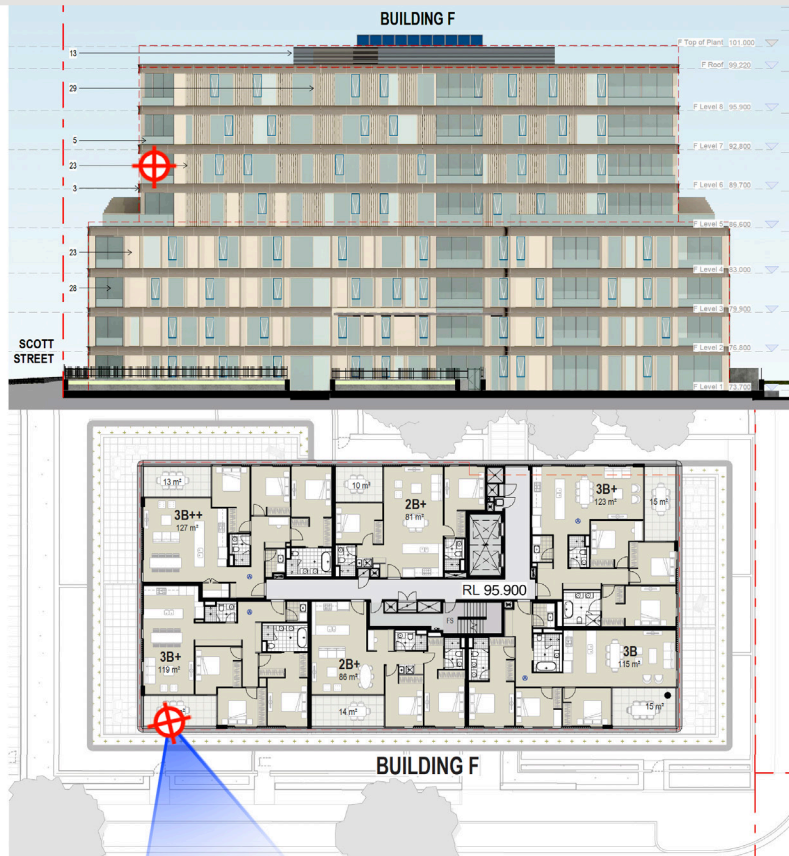 BUILDING F
F Top of Plant 101.000
13
F Roof 99,220
29
F Level 8 95,900
5
F Level 7 92,800
23
3
F Level 6 89,700
F Level 5 86,600
23
F Level 4 83,000
28
F Level 3 79,900
SCOTT
STREET
F Level 2 76,800
F Level 1 73,700
13 m²
10 m²
3B++
127 m²
2B+
81 m²
3B+
123 m²
15 m²
RL 95.900
FS
3B+
119 m²
2B+
86 m²
3B
115 m²
14 m²
15 m²
BUILDING F